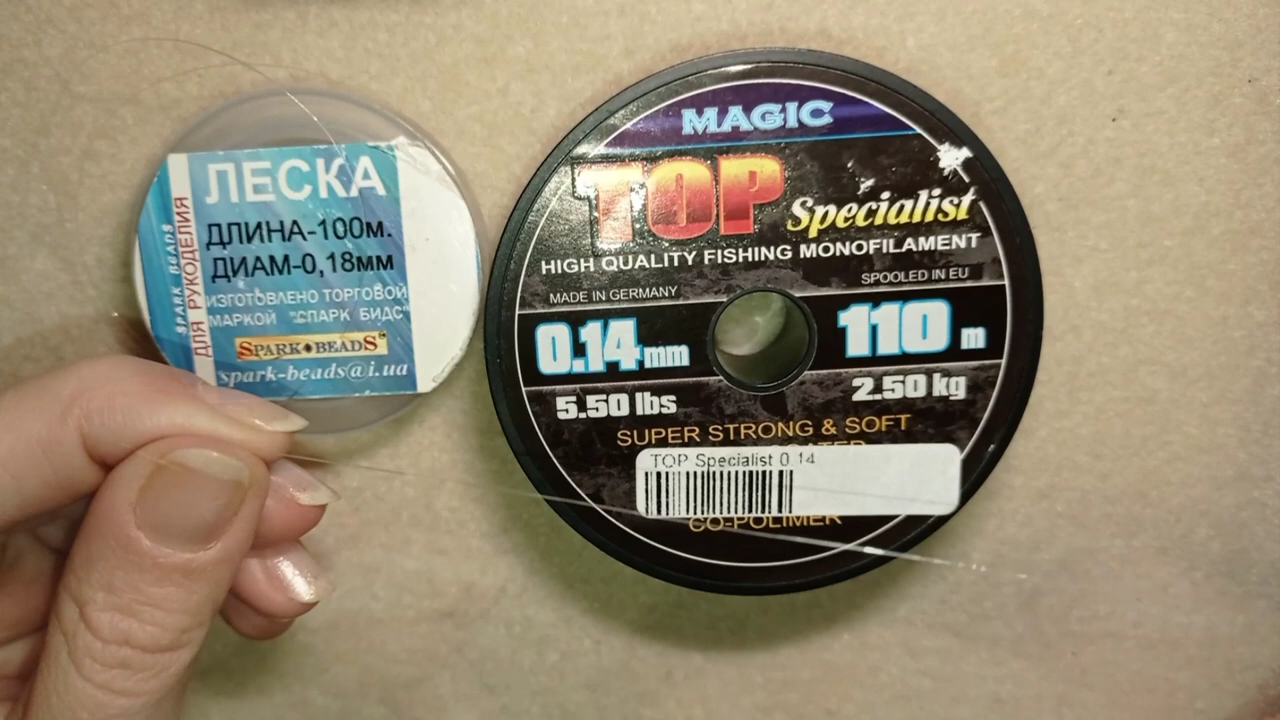 ЛЕСКА
ДЛИНА-100м.
ДИАМ-0,18мм
ИЗГОТОВЛЕНО ТОРГОВОЙ
МАРКОЙ "СПАРК БИДС"
SPARK BEADS
spark-beads@i.ua
SPARK BEADS
ДЛЯ РУКОДЕЛИЯ
MAGIC
TOP
Specialist
HIGH QUALITY FISHING MONOFILAMENT
MADE IN GERMANY
SPOOLED IN EU
0.14mm
110 m
5.50 lbs
2.50 kg
SUPER STRONG & SOFT
TOP Specialist 0.14
CO-POLIMER